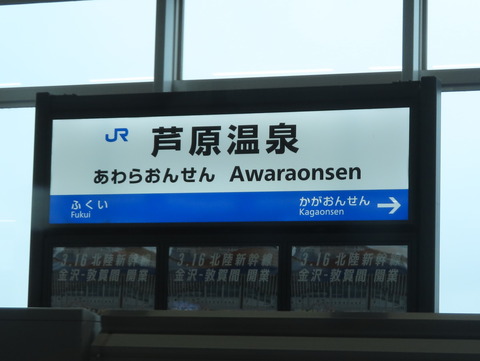 JR 芦原温泉
あわらおんせん Awaraonsen
ふくい かがおんせん →
Fukui Kagaonsen
3.16 北陸新幹線
金沢-敦賀間 開業
3.16 北陸新幹線
金沢-敦賀間 開業
3.16 北陸新幹線
金沢-敦賀間 開業